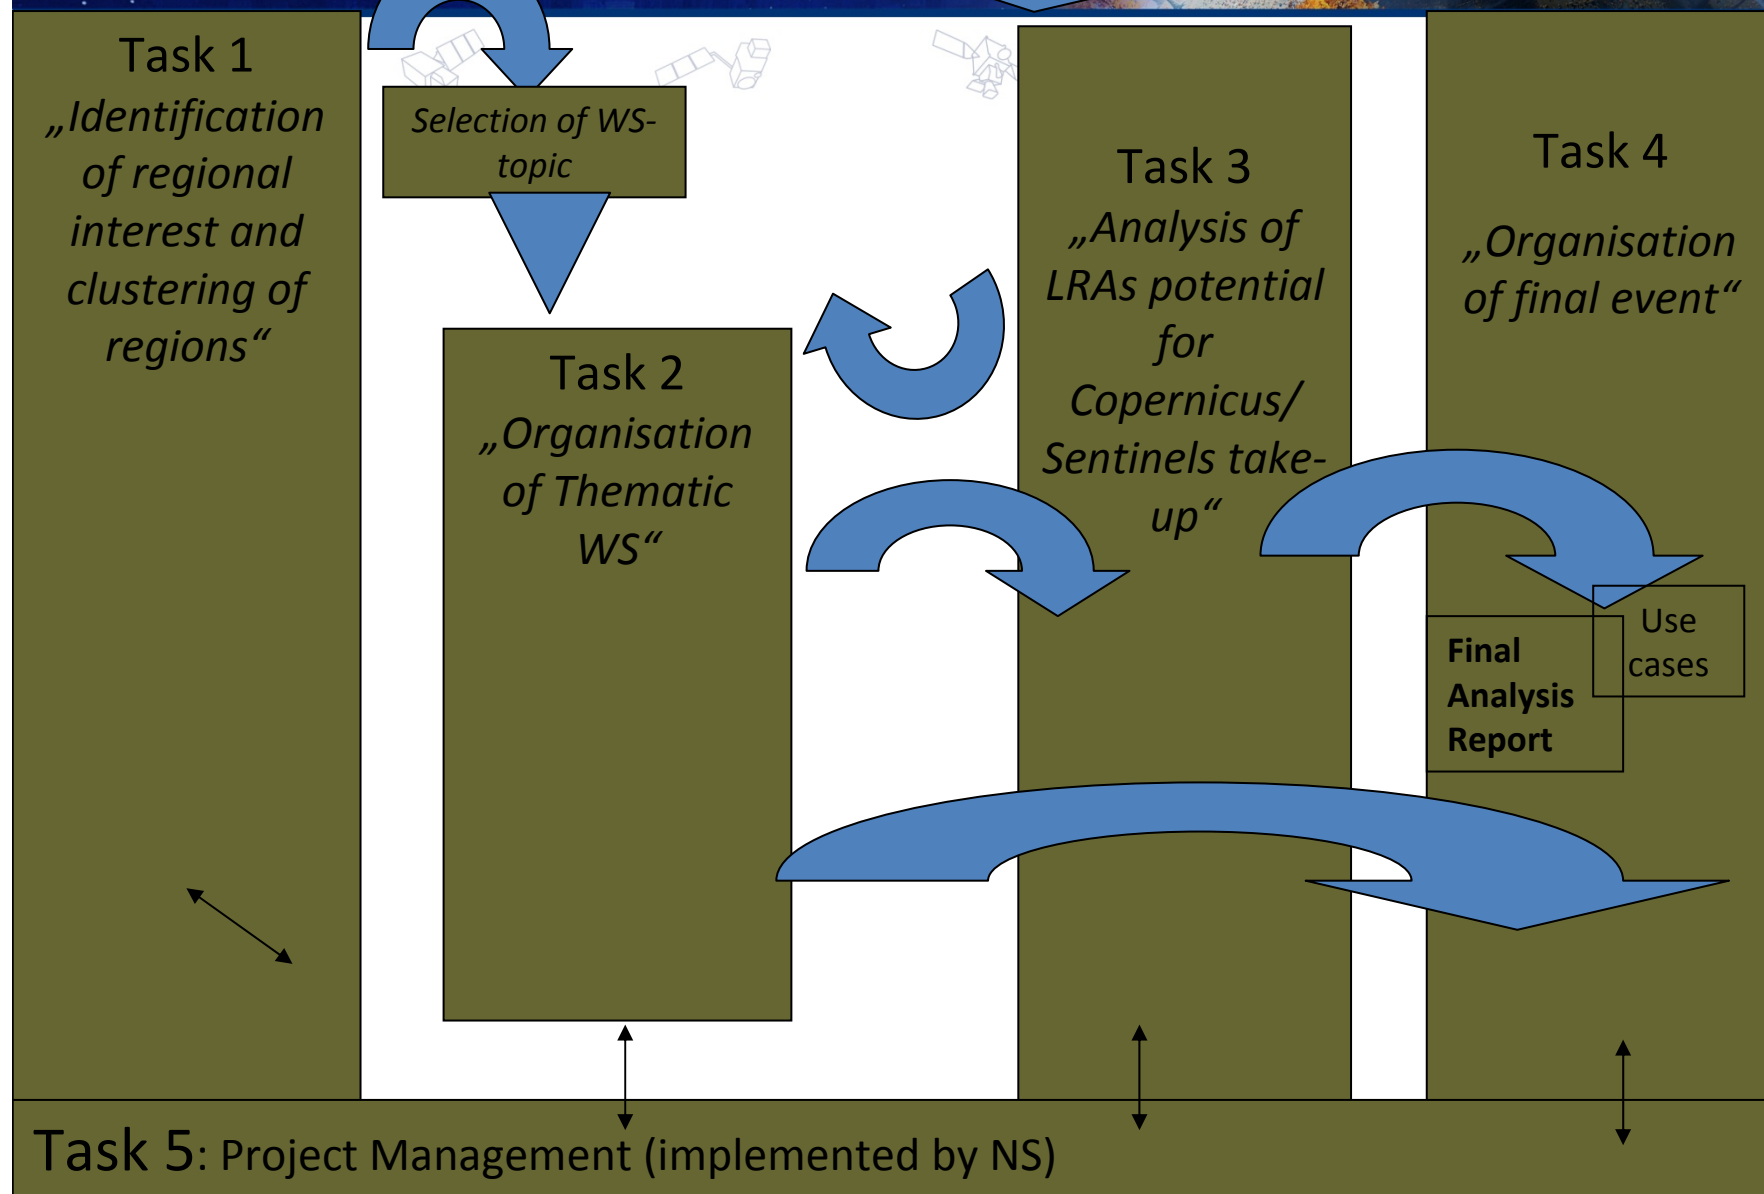 Task 1
„Identification
of regional
interest and
clustering of
regions“
Selection of WS-
topic
Task 2
„Organisation
of Thematic
WS“
Task 3
„Analysis of
LRAs potential
for
Copernicus/
Sentinels take-
up“
Task 4
„Organisation
of final event“
Use
cases
Final
Analysis
Report
Task 5: Project Management (implemented by NS)